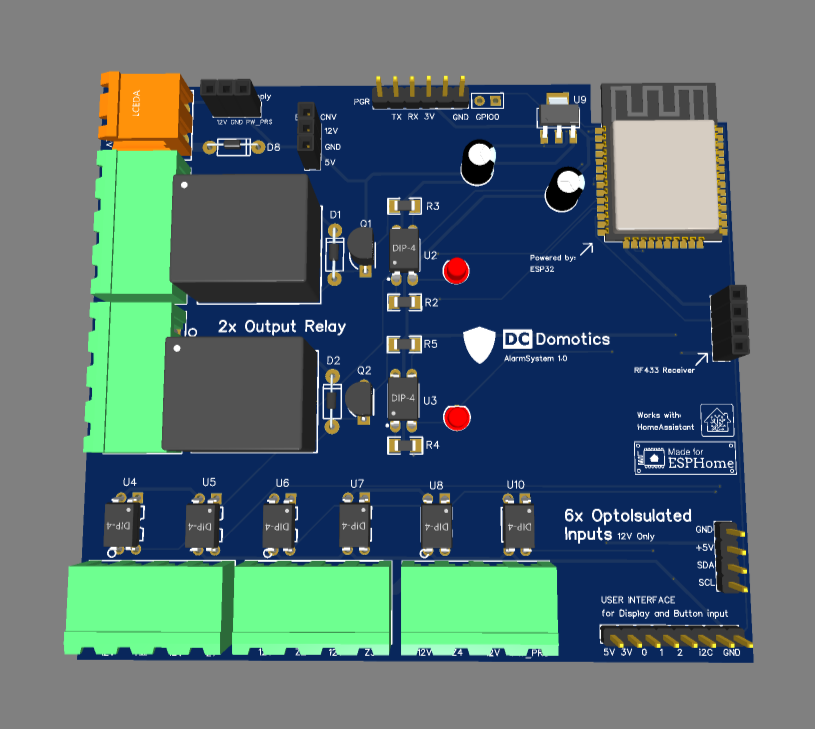 LCEDA
12V GND PW_PRS
PGR
TX RX 3V GND GPIO0
U9
CNV
12V
GND
5V
D8
R3
D1
Q1
DIP-4
U2
Powered by:
ESP32
R2
2x Output Relay
R5
DC Domotics
AlarmSystem 1.0
RF433 Receiver
D2
Q2
DIP-4
U3
R4
Works with:
HomeAssistant
Made for
ESPHome
U4 U5 U6 U7 U8 U10
DIP-4 DIP-4 DIP-4 DIP-4 DIP-4 DIP-4
6x OptoIsulated
Inputs 12V Only
GND
+5V
SDA
SCL
USER INTERFACE
for Display and Button input
5V 3V 0 1 2 I2C GND
12V Z4 12V